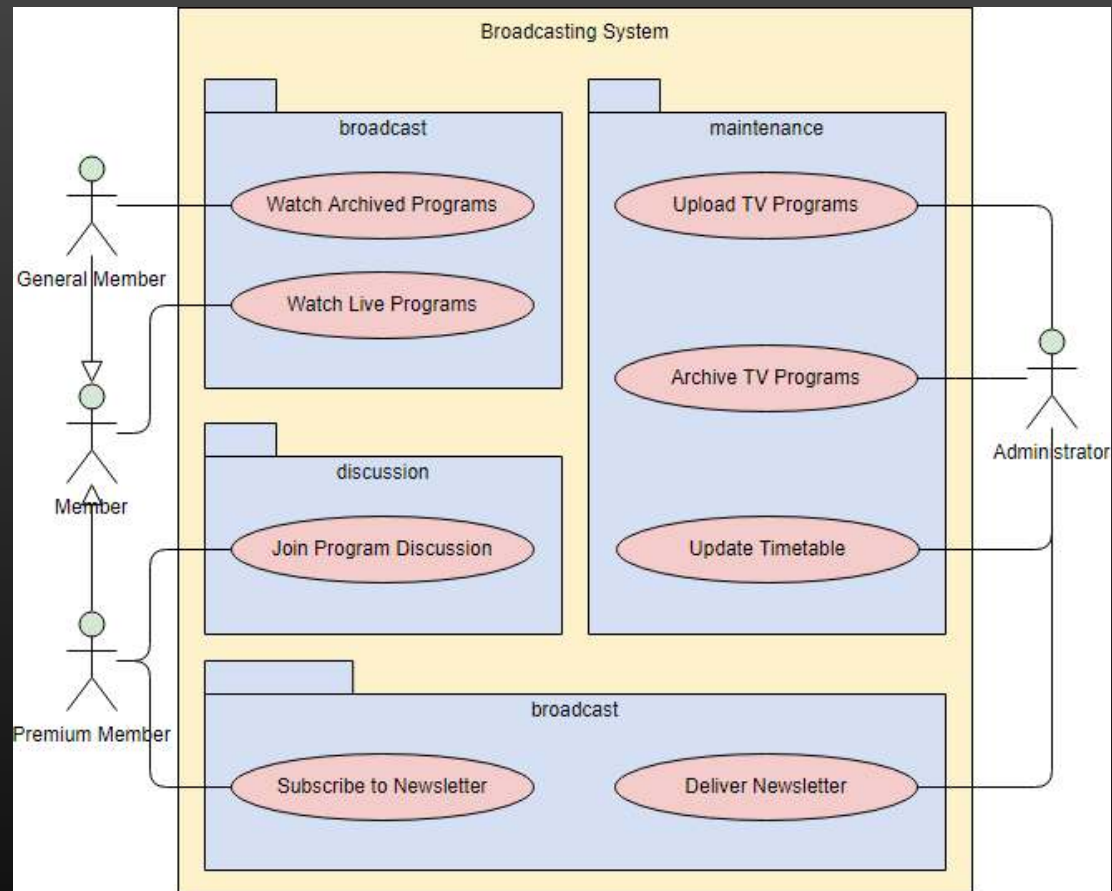 Broadcasting System
broadcast
Watch Archived Programs
Watch Live Programs
maintenance
Upload TV Programs
Archive TV Programs
Update Timetable
General Member
Member
discussion
Join Program Discussion
Premium Member
Administrator
broadcast
Subscribe to Newsletter
Deliver Newsletter